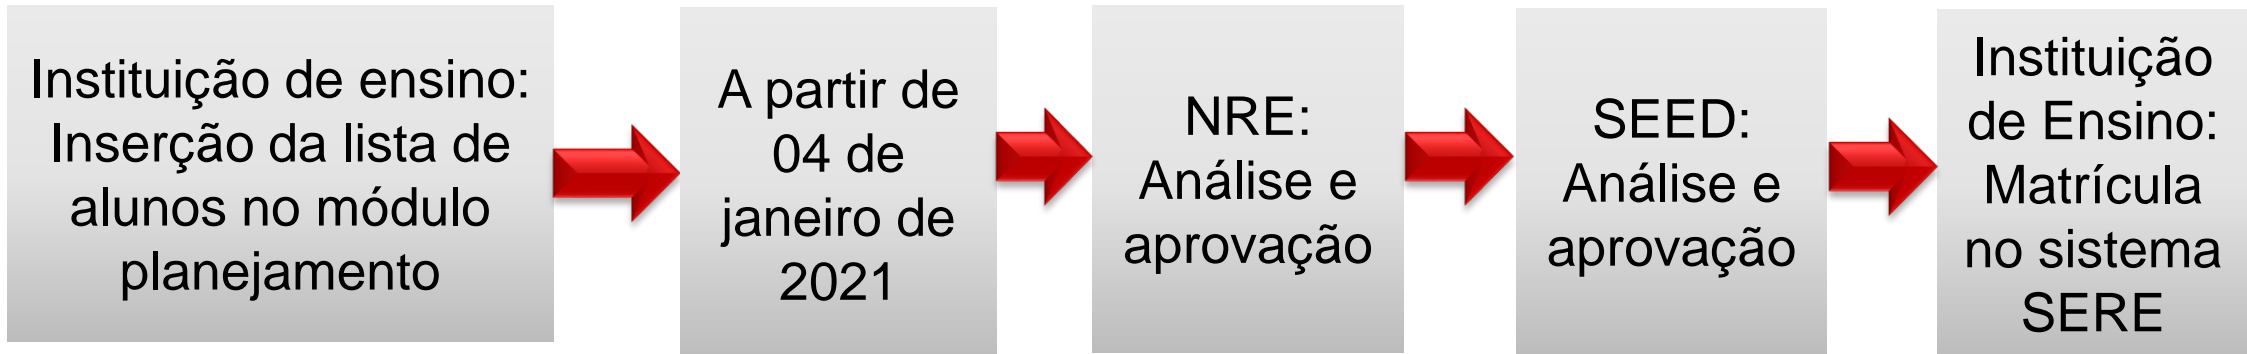 Instituição de ensino:
Inserção da lista de
alunos no módulo
planejamento
A partir de
04 de
janeiro de
2021
NRE:
Análise e
aprovação
SEED:
Análise e
aprovação
Instituição
de Ensino:
Matrícula
no sistema
SERE